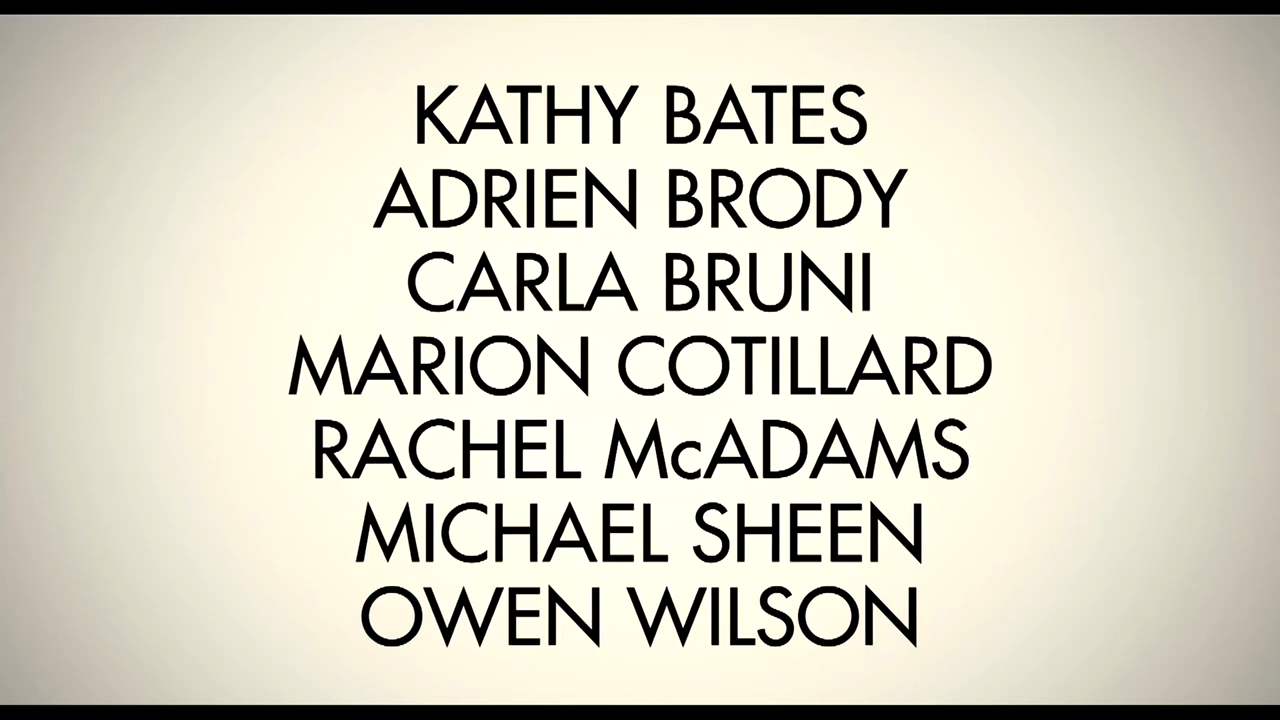 KATHY BATES
ADRIEN BRODY
CARLA BRUNI
MARION COTILLARD
RACHEL McADAMS
MICHAEL SHEEN
OWEN WILSON